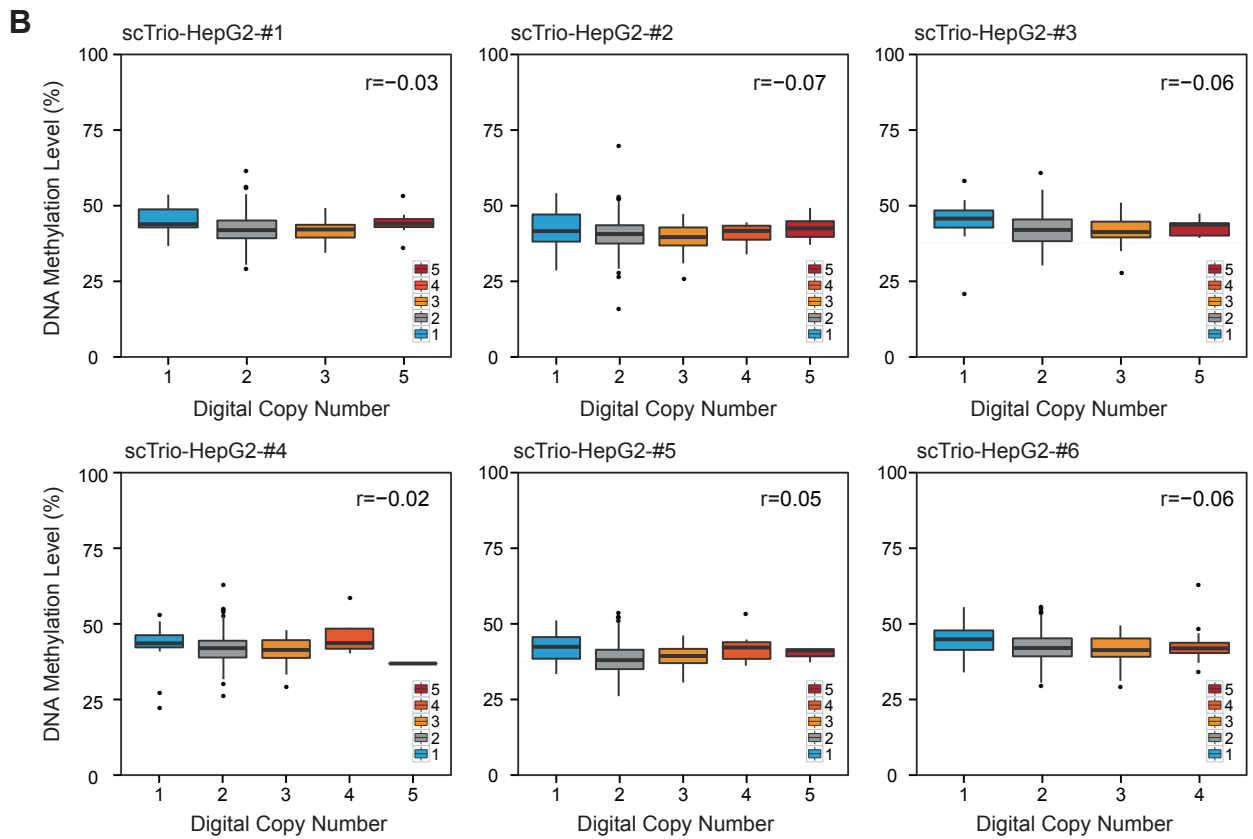 B
scTrio-HepG2-#1
DNA Methylation Level (%)
100
75
50
25
0
r=−0.03
5
4
3
2
1
1 2 3 5
Digital Copy Number
scTrio-HepG2-#2
100
75
50
25
0
r=−0.07
5
4
3
2
1
1 2 3 4 5
Digital Copy Number
scTrio-HepG2-#3
100
75
50
25
0
r=−0.06
5
4
3
2
1
1 2 3 5
Digital Copy Number
scTrio-HepG2-#4
DNA Methylation Level (%)
100
75
50
25
0
r=−0.02
5
4
3
2
1
1 2 3 4 5
Digital Copy Number
scTrio-HepG2-#5
100
75
50
25
0
r=0.05
5
4
3
2
1
1 2 3 4 5
Digital Copy Number
scTrio-HepG2-#6
100
75
50
25
0
r=−0.06
5
4
3
2
1
1 2 3 4
Digital Copy Number